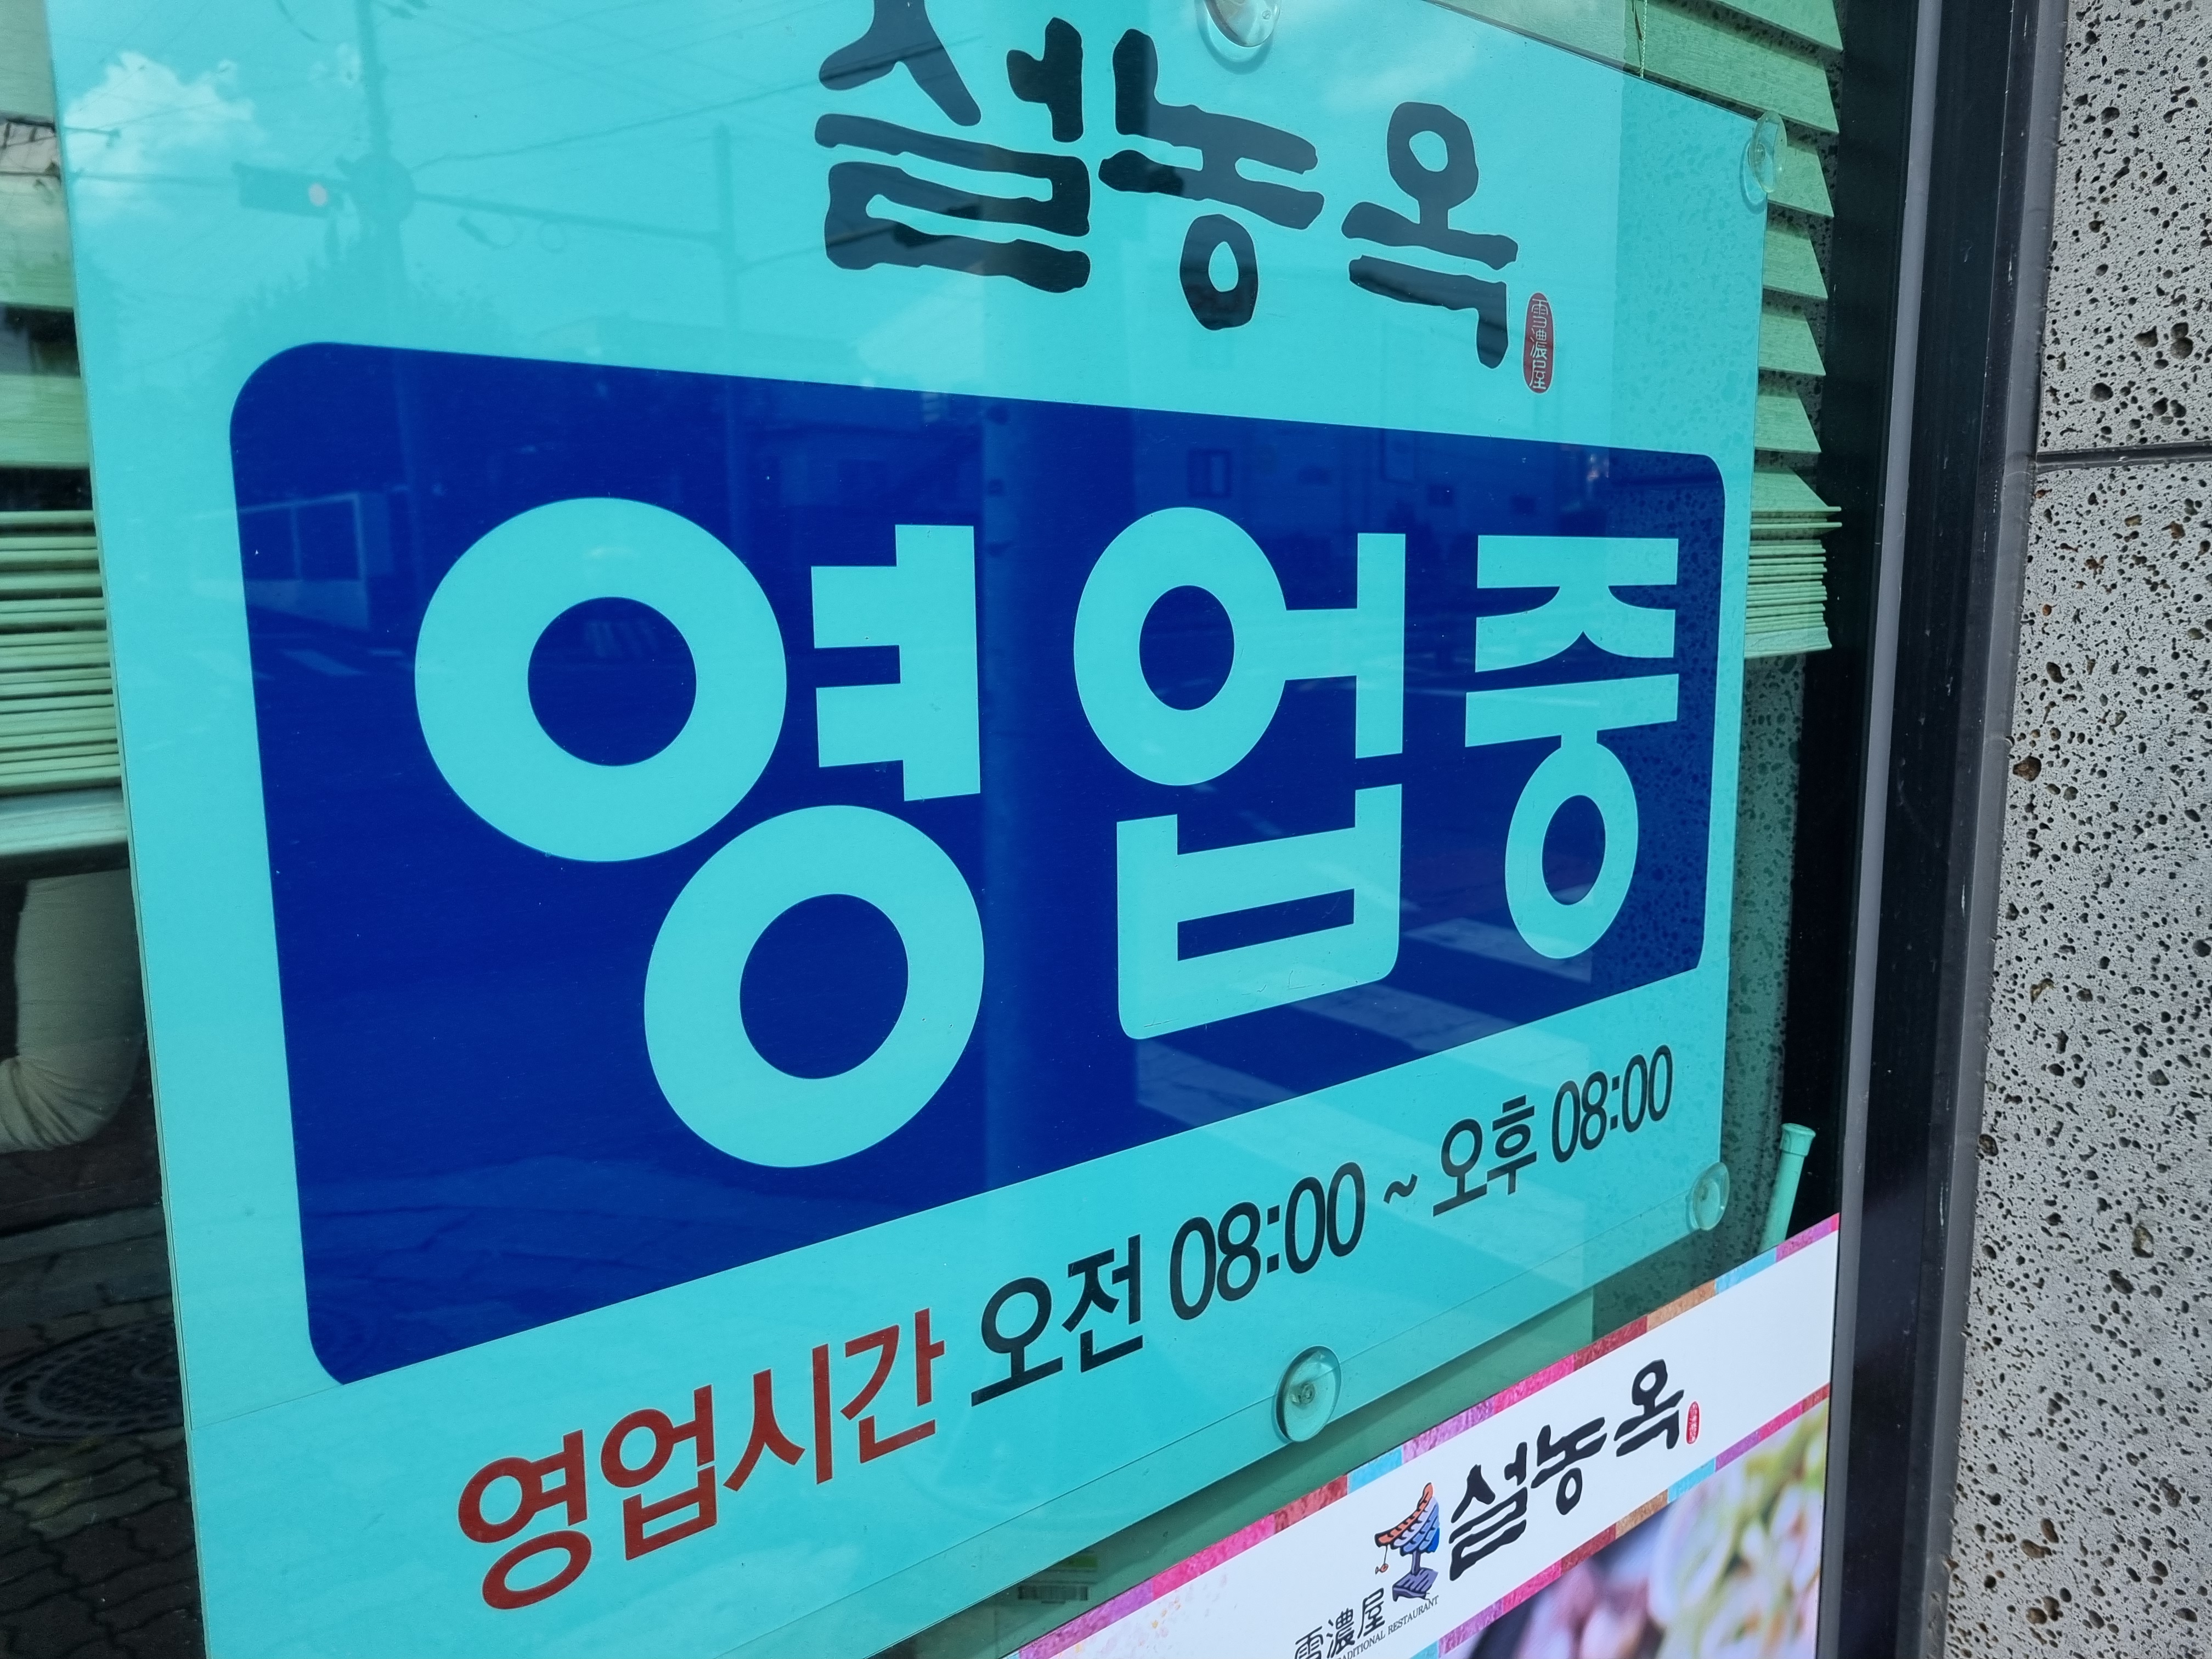 설농옥
雪濃屋
영업중
영업시간 오전 08:00 ~ 오후 08:00
설농옥
雪濃屋
RESTAURANT